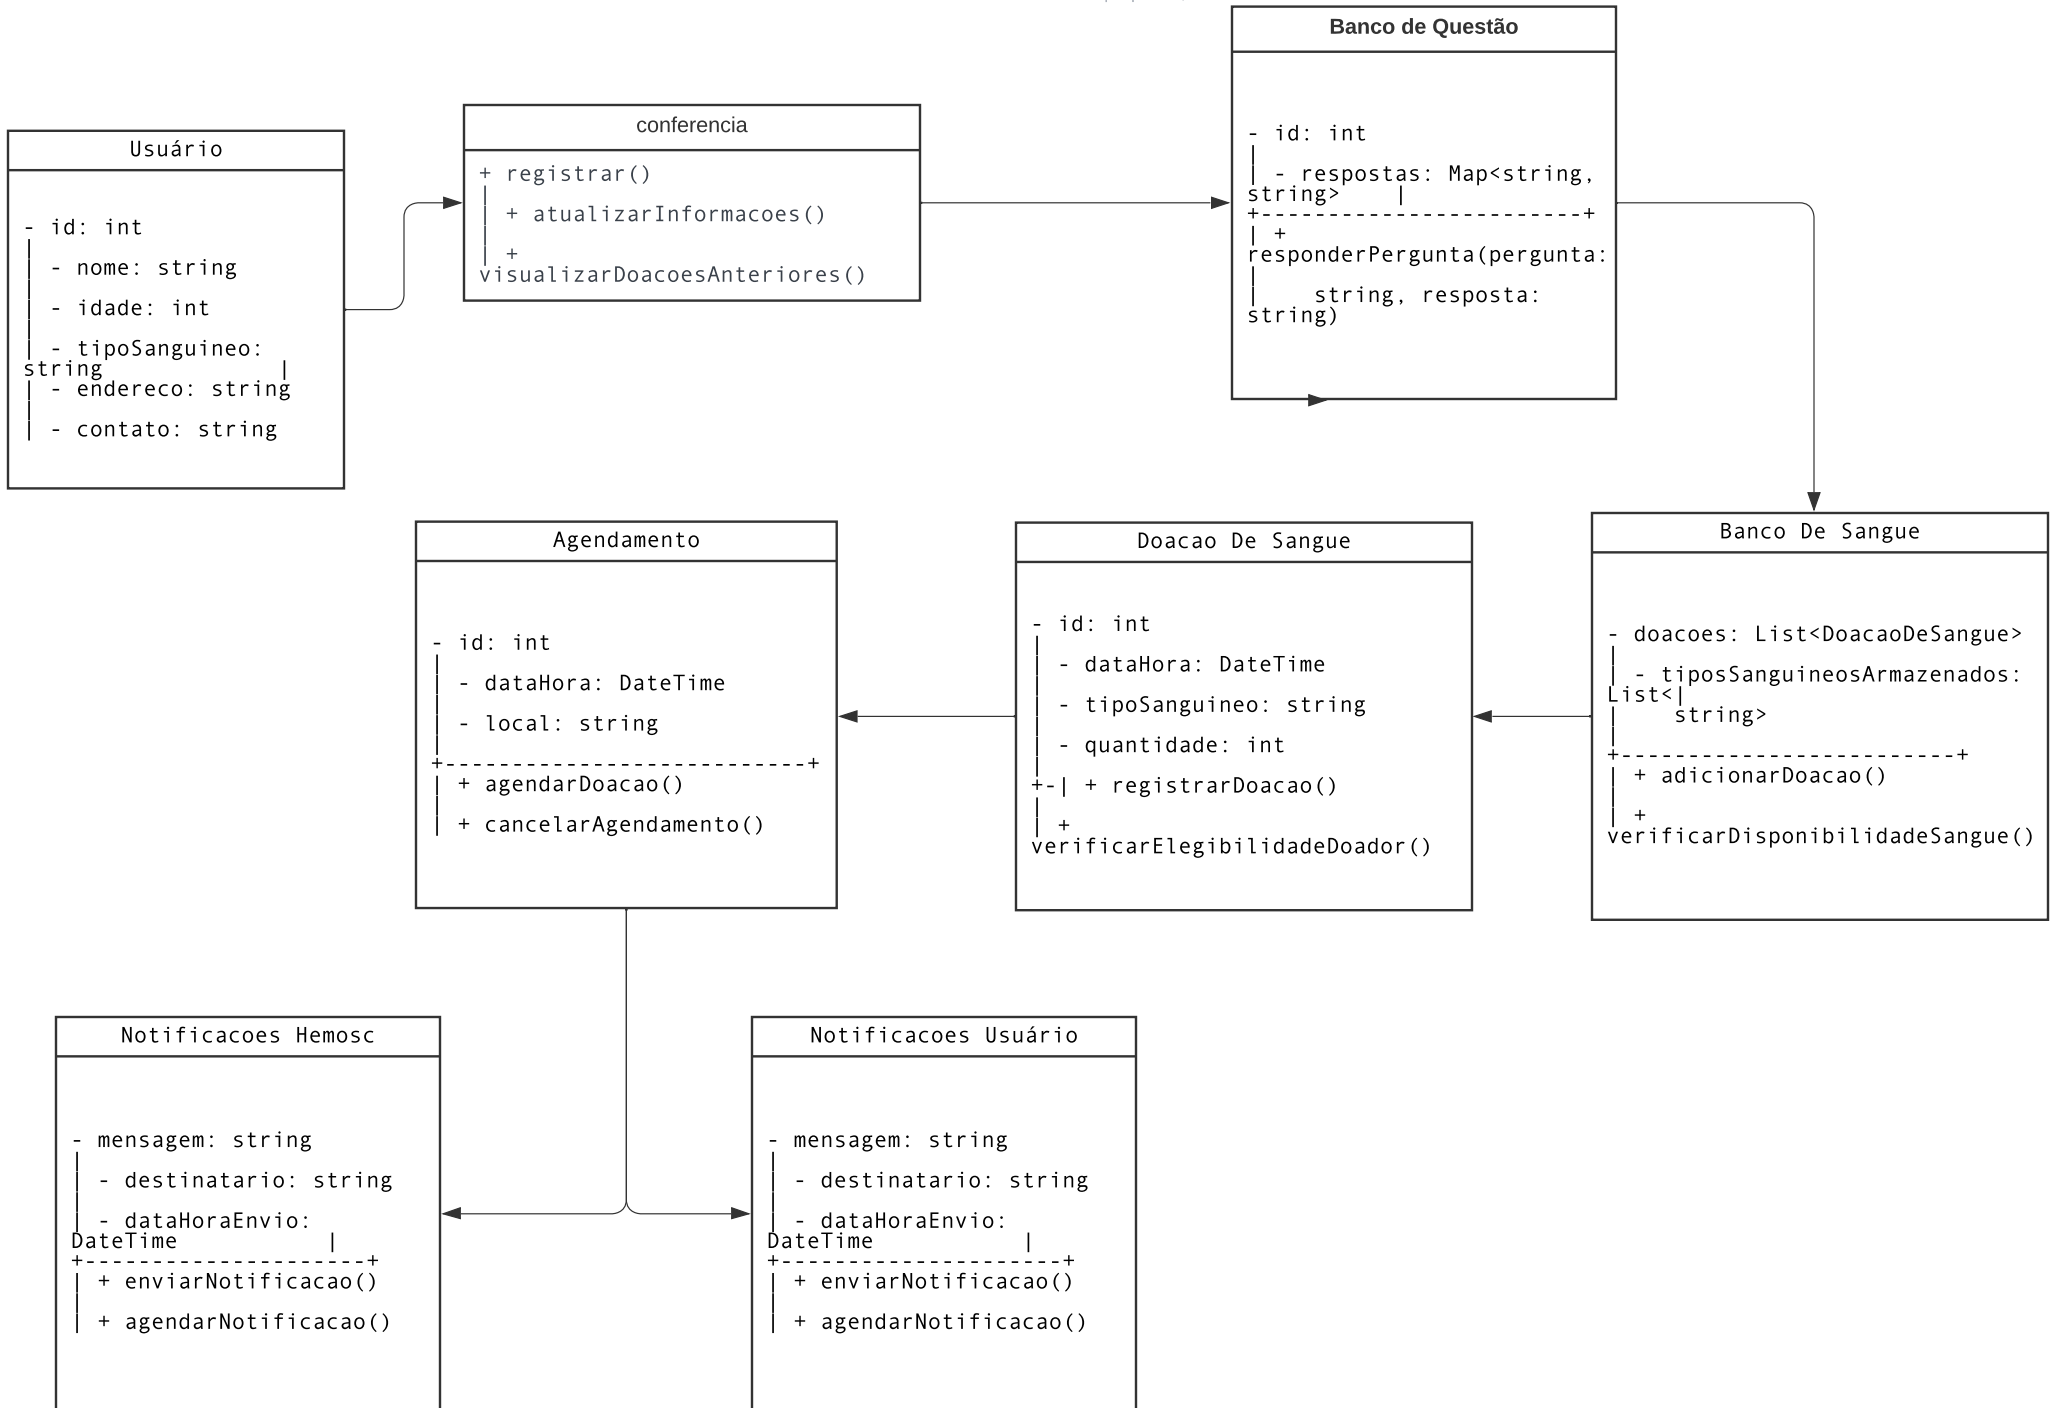 Banco de Questão
- id: int
|
| - respostas: Map<string,
string> |
+------------------------+
| +
responderPergunta(pergunta:
|
| string, resposta:
string)
conferencia
+ registrar()
|
| + atualizarInformacoes()
|
| +
visualizarDoacoesAnteriores()
Usuário
- id: int
|
| - nome: string
|
| - idade: int
|
| - tipoSanguineo:
string |
| - endereco: string
|
| - contato: string
Agendamento
- id: int
|
| - dataHora: DateTime
|
| - local: string
|
+---------------------------+
| + agendarDoacao()
|
| + cancelarAgendamento()
Doacao De Sangue
- id: int
|
| - dataHora: DateTime
|
| - tipoSanguineo: string
|
| - quantidade: int
|
+-| + registrarDoacao()
|
| +
verificarElegibilidadeDoador()
Banco De Sangue
- doacoes: List<DoacaoDeSangue>
|
| - tiposSanguineosArmazenados:
List<|
| string>
|
+-------------------------+
| + adicionarDoacao()
|
| +
verificarDisponibilidadeSangue()
Notificacoes Hemosc
- mensagem: string
|
| - destinatario: string
|
| - dataHoraEnvio:
DateTime |
+---------------------+
| + enviarNotificacao()
|
| + agendarNotificacao()
Notificacoes Usuário
- mensagem: string
|
| - destinatario: string
|
| - dataHoraEnvio:
DateTime |
+---------------------+
| + enviarNotificacao()
|
| + agendarNotificacao()